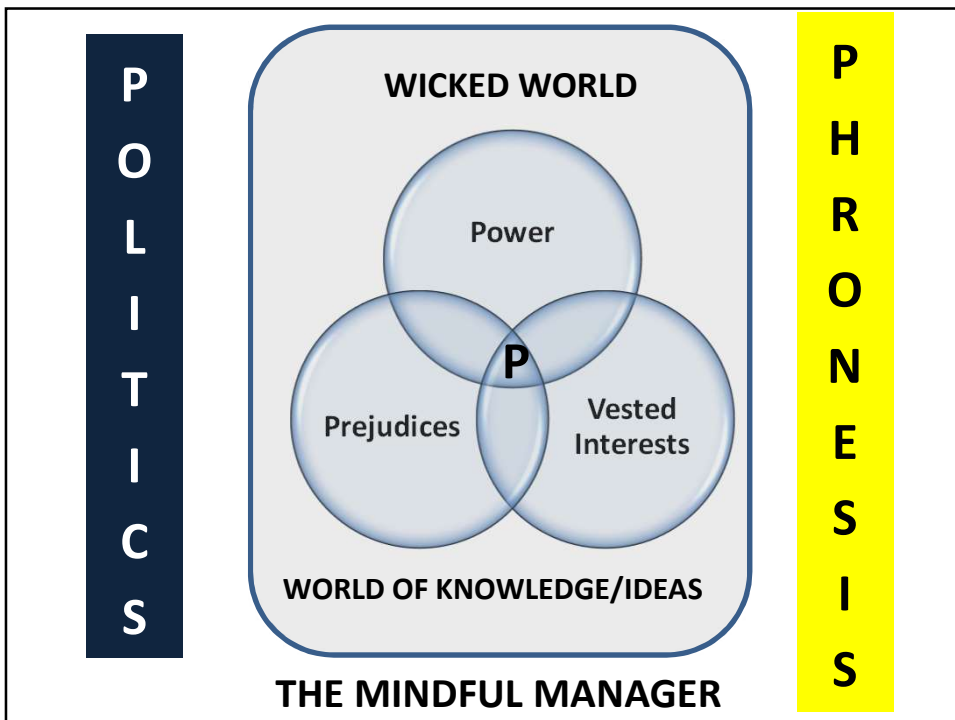 P
O
L
I
T
I
C
S
WICKED WORLD
Power
P
Prejudices
Vested
Interests
WORLD OF KNOWLEDGE/IDEAS
THE MINDFUL MANAGER
P
H
R
O
N
E
S
I
S